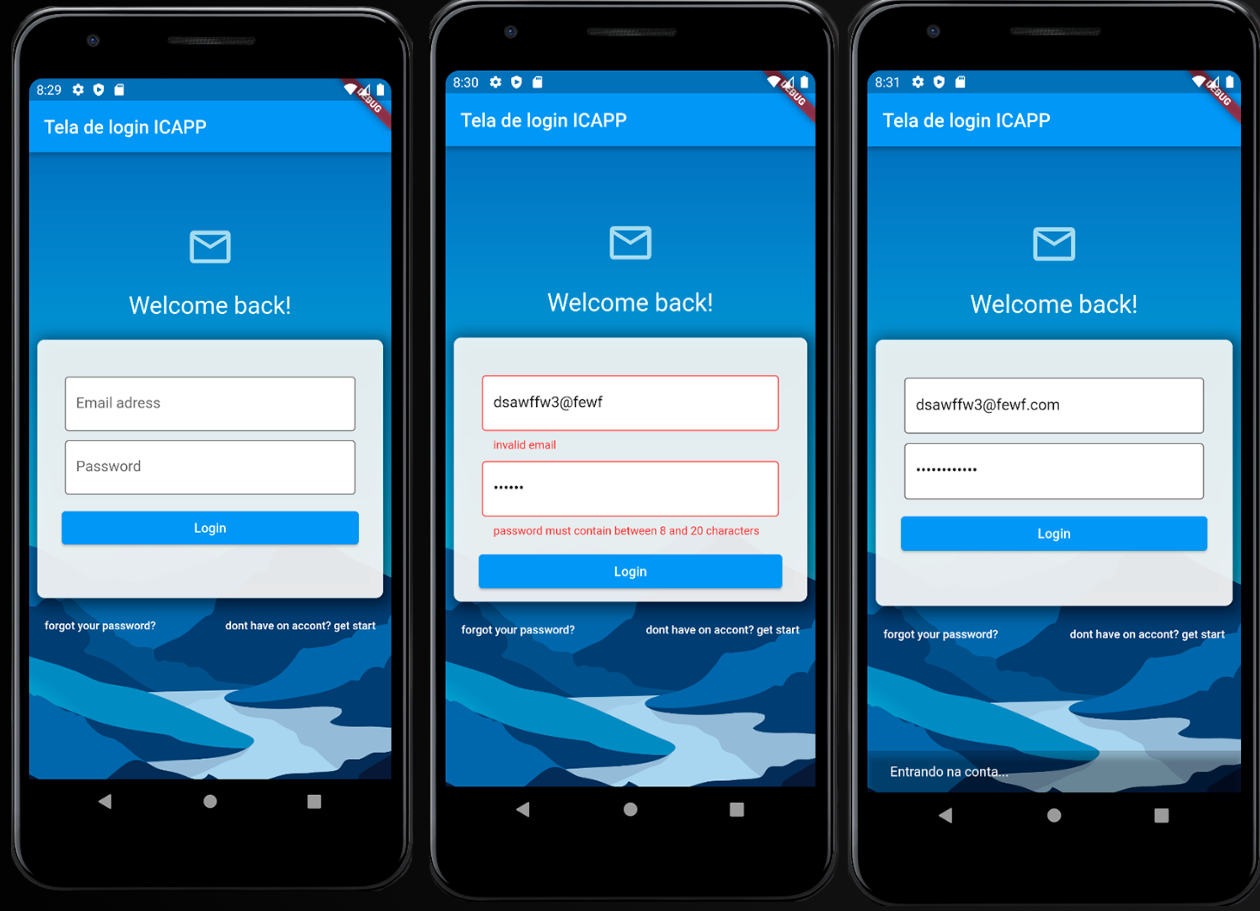 8:29
DEBUG
Tela de login ICAPP
Welcome back!
Email adress
Password
Login
forgot your password?
dont have on accont? get start
8:30
DEBUG
Tela de login ICAPP
Welcome back!
dsawffw3@fewf
invalid email
••••••
password must contain between 8 and 20 characters
Login
forgot your password?
dont have on accont? get start
8:31
DEBUG
Tela de login ICAPP
Welcome back!
dsawffw3@fewf.com
••••••••••••
Login
forgot your password?
dont have on accont? get start
Entrando na conta...